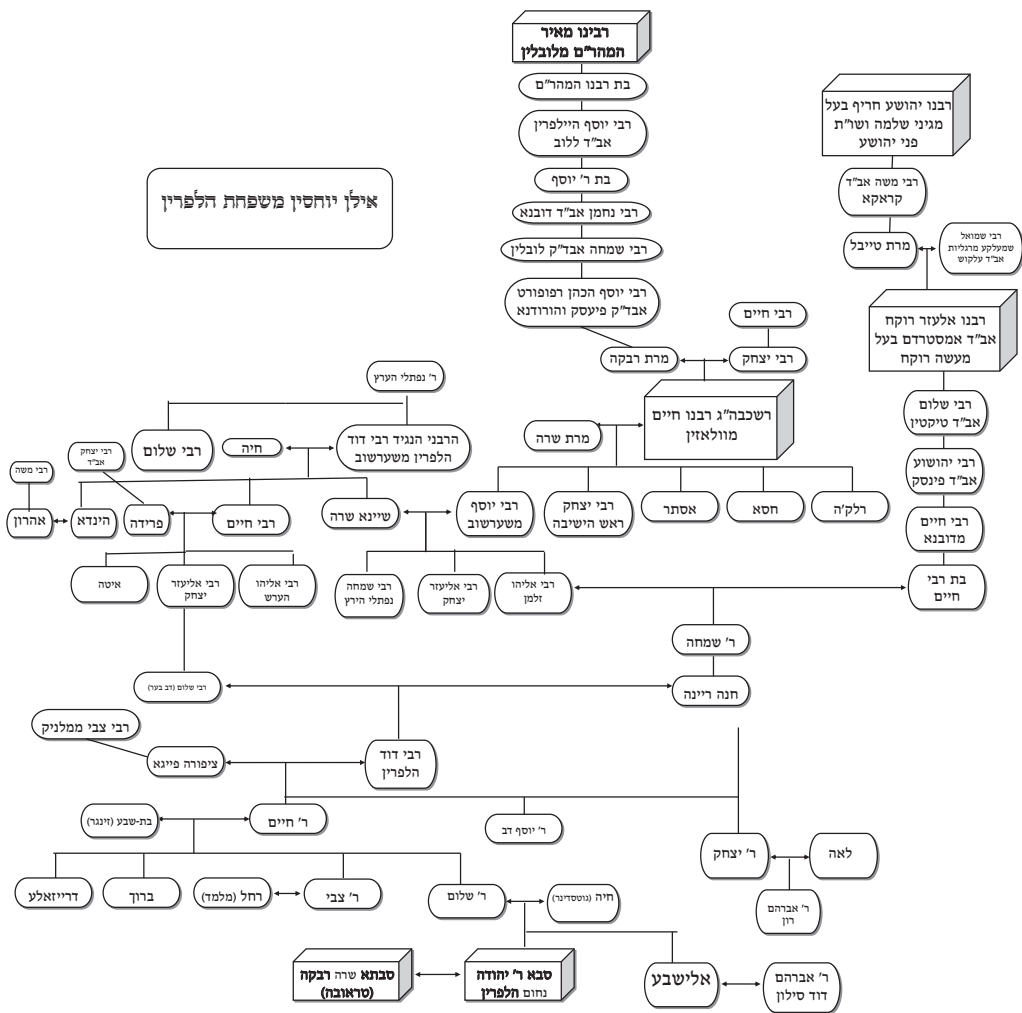 רבינו מאיר
המהר"ם מלובלין
בת רבנו המהר"ם
רבי יוסף היילפרין
אב"ד ללוב
בת ר' יוסף
רבי נחמן אב"ד דובנא
רבי שמחה אבד"ק לובלין
רבי יוסף הכהן רפופורט
אבד"ק פיעסק והורודנא
רבנו יהושע חריף בעל
מגיני שלמה ושו"ת
פני יהושע
רבי משה אב"ד
קראקא
מרת טייבל
רבי שמואל
שמעלקע מרגליות
אב"ד עלקוש
אילן יוחסין משפחת הלפרין
רבנו אלעזר רוקח
אב"ד אמסטרדם בעל
מעשה רוקח
רבי חיים
רבי יצחק
מרת רבקה
רשכבה"ג רבנו חיים
מוולאזין
מרת שרה
רבי שלום
אב"ד טיקטין
רבי יהושוע
אב"ד פינסק
רבי חיים
מדובנא
בת רבי
חיים
ר' נפתלי הערץ
הרבני הנגיד רבי דוד
הלפרין משערשוב
חיה
רבי שלום
רבי יצחק
אב"ד
רבי משה
אהרון
הינדא
פרידה
רבי חיים
שיינא שרה
רבי יוסף
משערשוב
רבי יצחק
ראש הישיבה
אסתר
חסא
רלק'ה
איטה
רבי אליעזר
יצחק
רבי אליהו
הערש
רבי שמחה
נפתלי הירץ
רבי אליעזר
יצחק
רבי אליהו
זלמן
ר' שמחה
חנה ריינה
רבי שלום (דב בער)
רבי צבי ממלניק
ציפורה פייגא
רבי דוד
הלפרין
בת-שבע (זינגר)
ר' חיים
ר' יוסף דב
ר' יצחק
לאה
ר' אברהם
רון
דרייזאלע
ברוך
רחל (מלמד)
ר' צבי
ר' שלום
חיה (גוטסדינר)
סבתא שרה רבקה
(טראובה)
סבא ר' יהודה
נחום הלפרין
אלישבע
ר' אברהם
דוד סילון